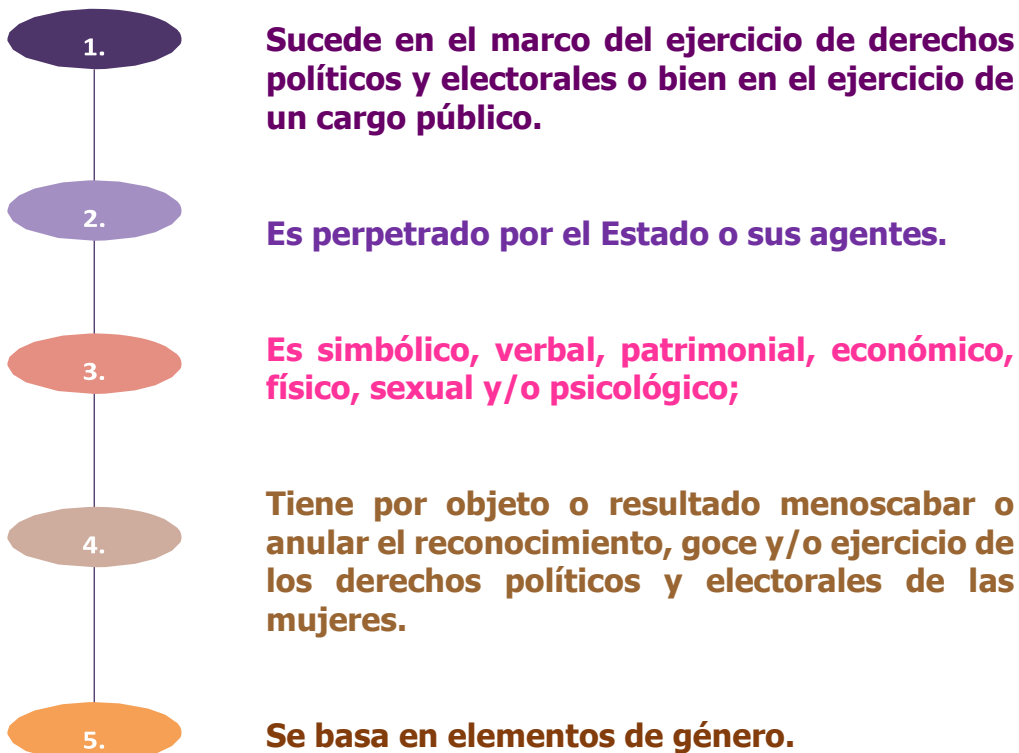 1.
Sucede en el marco del ejercicio de derechos
políticos y electorales o bien en el ejercicio de
un cargo público.
2.
Es perpetrado por el Estado o sus agentes.
3.
Es simbólico, verbal, patrimonial, económico,
físico, sexual y/o psicológico;
4.
Tiene por objeto o resultado menoscabar o
anular el reconocimiento, goce y/o ejercicio de
los derechos políticos y electorales de las
mujeres.
5.
Se basa en elementos de género.